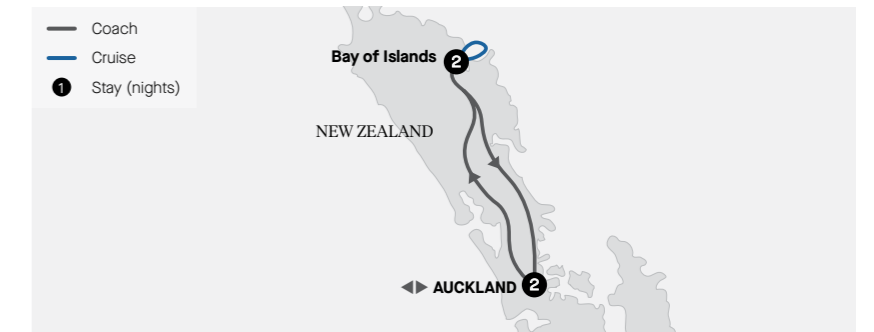 Coach
Cruise
1 Stay (nights)
Bay of Islands 2
NEW ZEALAND
AUCKLAND 2